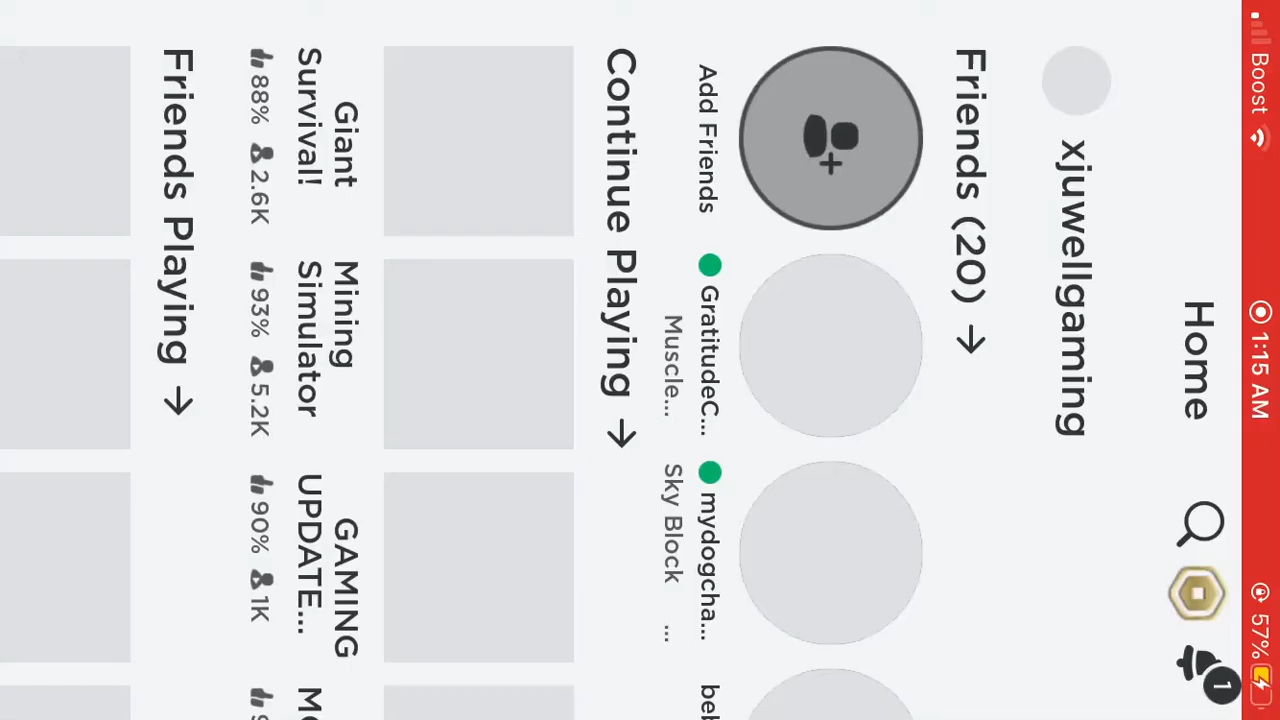 Boost 1:15 AM 57%
Home
1
xjuwellgaming
Friends (20) →
Add Friends
GratitudeC...
Muscle...
mydogcha...
Sky Block ...
Continue Playing →
Giant
Survival!
88% 2.6K
Mining
Simulator
93% 5.2K
GAMING
UPDATE...
90% 1K
Friends Playing →